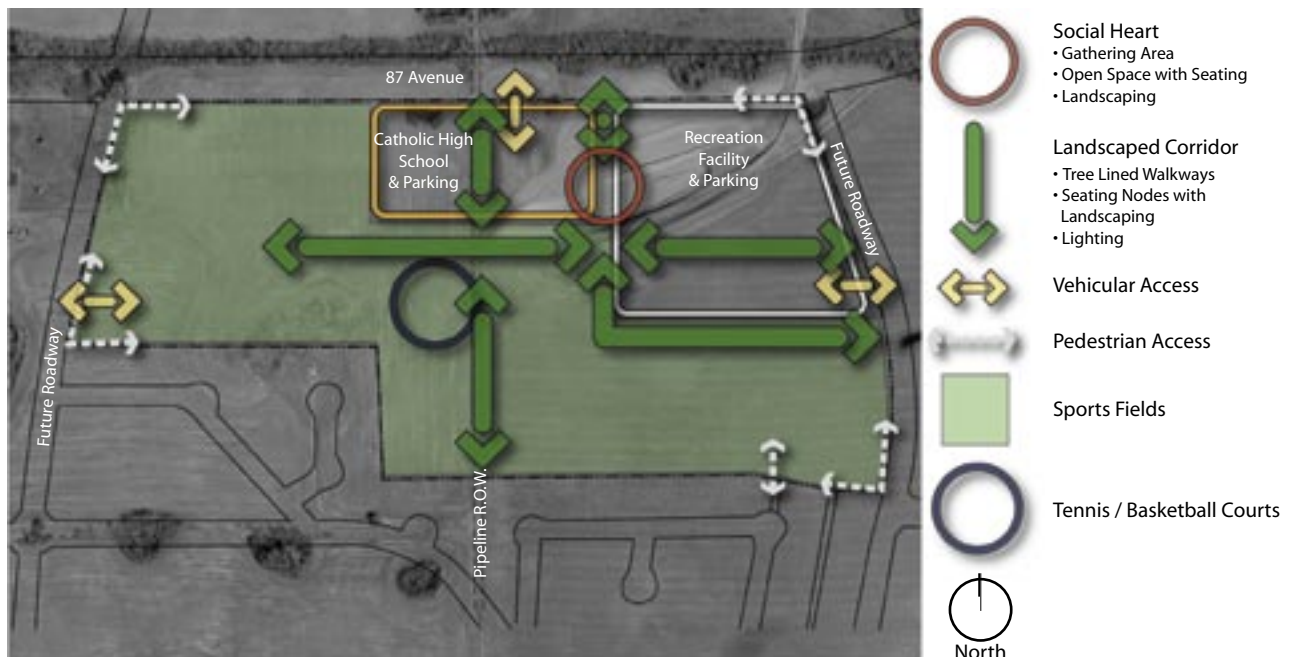 87 Avenue
Catholic High
School
& Parking
Recreation
Facility
& Parking
Future Roadway
Future Roadway
Pipeline R.O.W.
Social Heart
• Gathering Area
• Open Space with Seating
• Landscaping
Landscaped Corridor
• Tree Lined Walkways
• Seating Nodes with
Landscaping
• Lighting
Vehicular Access
Pedestrian Access
Sports Fields
Tennis / Basketball Courts
North